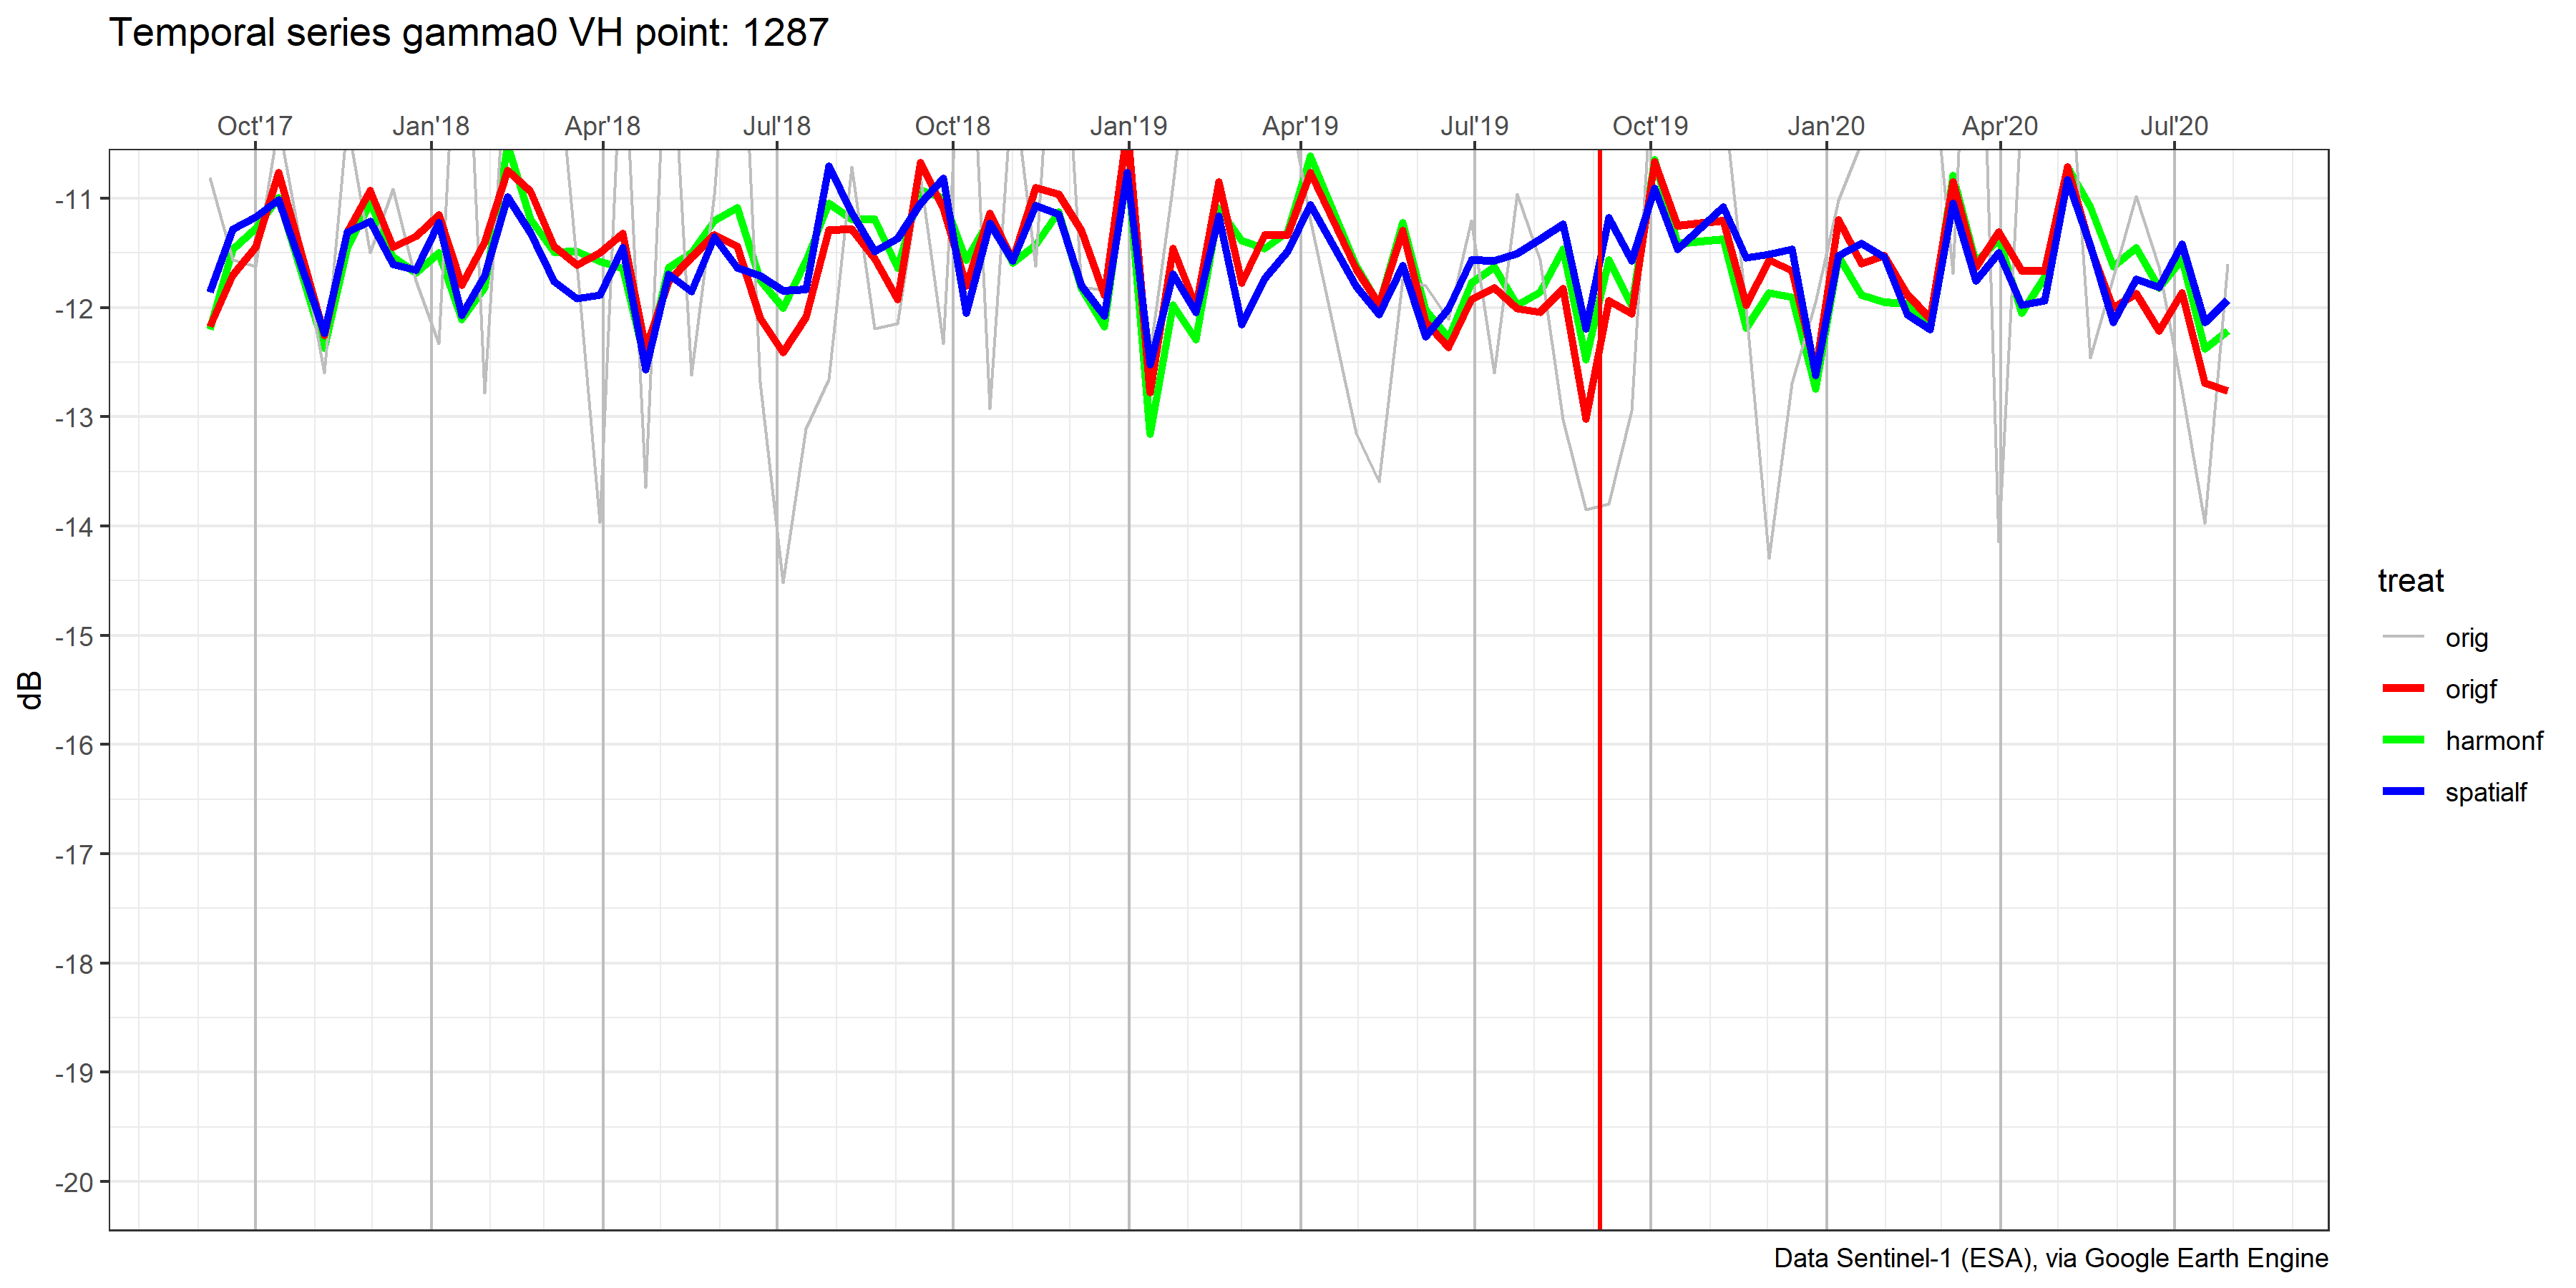 Temporal series gamma0 VH point: 1287
Oct'17 Jan'18 Apr'18 Jul'18 Oct'18 Jan'19 Apr'19 Jul'19 Oct'19 Jan'20 Apr'20 Jul'20
-11
-12
-13
-14
-15
-16
-17
-18
-19
-20
dB
treat
orig
origf
harmonf
spatialf
Data Sentinel-1 (ESA), via Google Earth Engine